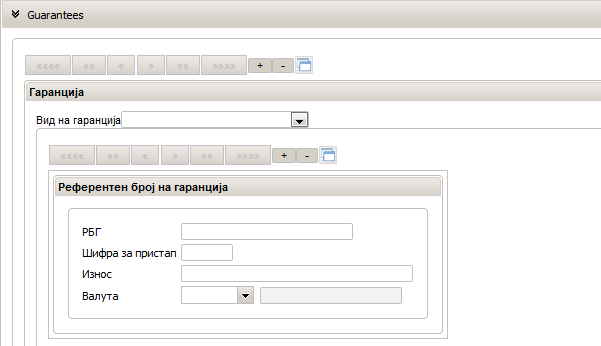 Guarantees
«««« «« « » »» »»»» + -
Гаранција
Вид на гаранција
«««« «« « » »» »»»» + -
Референтен број на гаранција
РБГ
Шифра за пристап
Износ
Валута